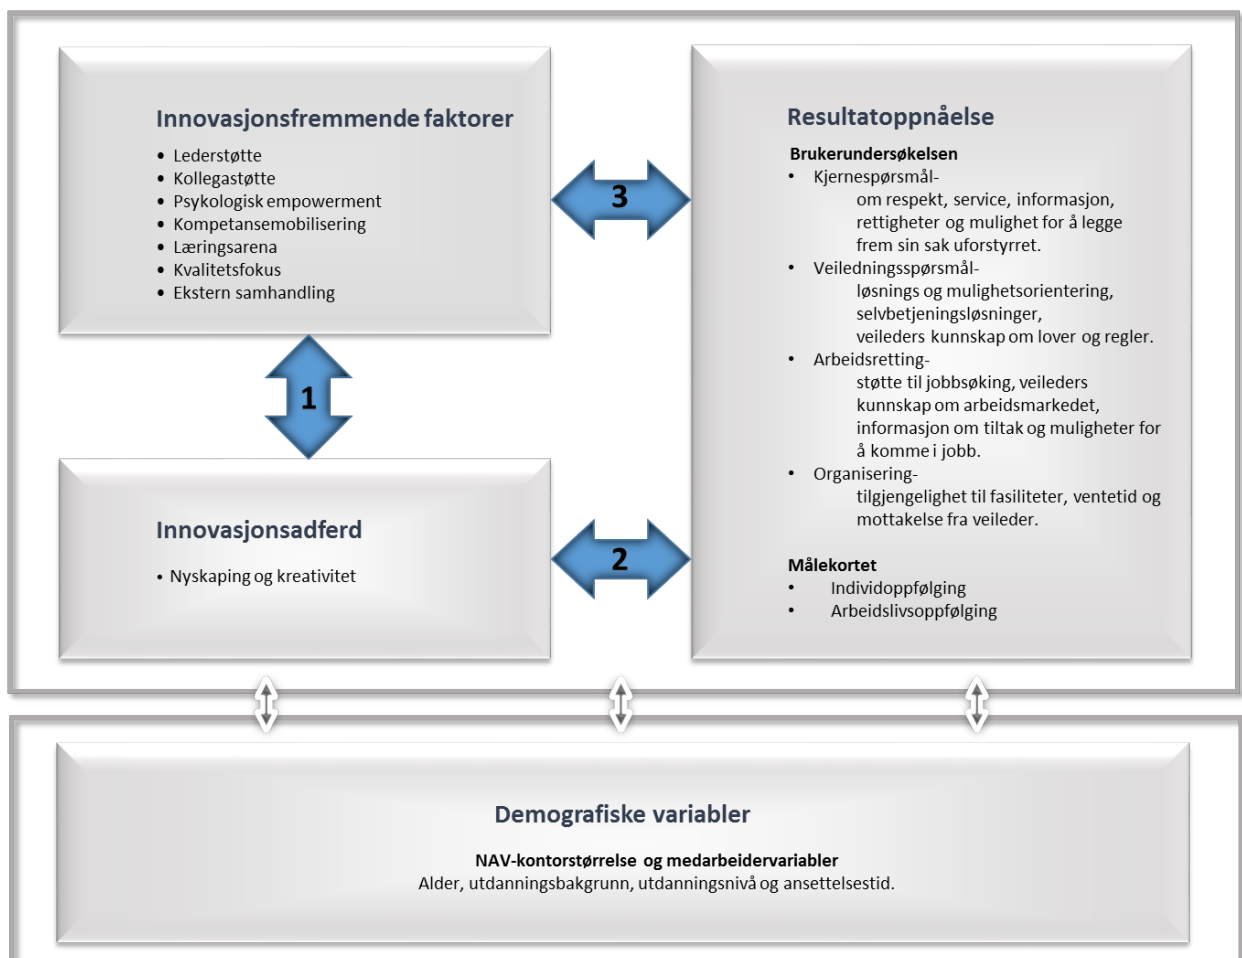 Innovasjonsfremmende faktorer
• Lederstøtte
• Kollegastøtte
• Psykologisk empowerment
• Kompetansemobilisering
• Læringsarena
• Kvalitetsfokus
• Ekstern samhandling
1
Innovasjonsadferd
• Nyskaping og kreativitet
3
2
Resultatoppnåelse
Brukerundersøkelsen
• Kjernespørsmål-
om respekt, service, informasjon,
rettigheter og mulighet for å legge
frem sin sak uforstyrret.
• Veiledningsspørsmål-
løsnings og mulighetsorientering,
selvbetjeningsløsninger,
veileders kunnskap om lover og regler.
• Arbeidsretting-
støtte til jobbsøking, veileders
kunnskap om arbeidsmarkedet,
informasjon om tiltak og muligheter for
å komme i jobb.
• Organisering-
tilgjengelighet til fasiliteter, ventetid og
mottakelse fra veileder.
Målekortet
• Individoppfølging
• Arbeidslivsoppfølging
Demografiske variabler
NAV-kontorstørrelse og medarbeidervariabler
Alder, utdanningsbakgrunn, utdanningsnivå og ansettelsestid.